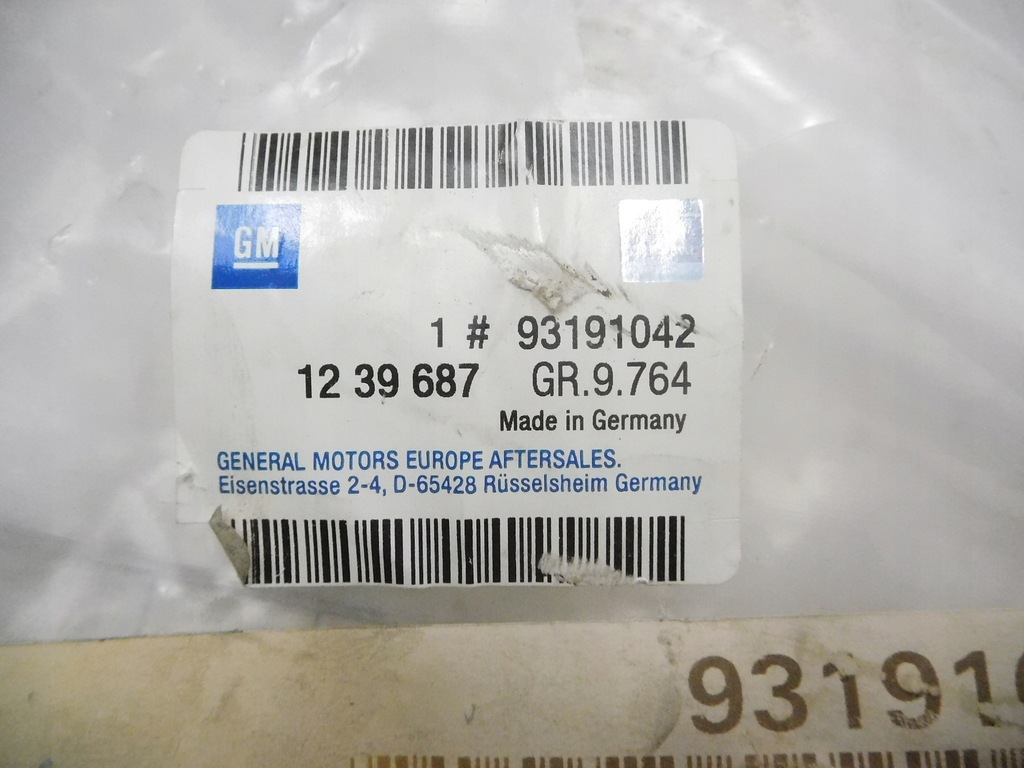 GM
1 # 93191042
12 39 687 GR.9.764
Made in Germany
GENERAL MOTORS EUROPE AFTERSALES.
Eisenstrasse 2-4, D-65428 Rüsselsheim Germany
93191